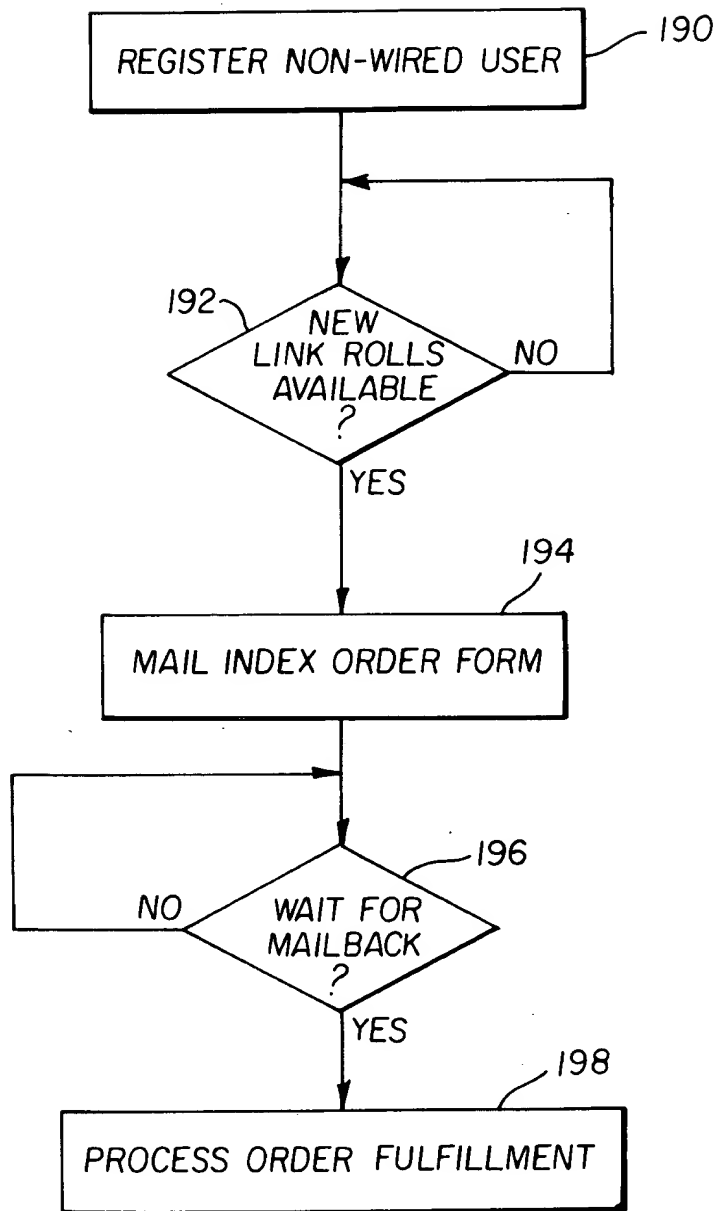 190
REGISTER NON-WIRED USER
192
NEW
LINK ROLLS
AVAILABLE
?
NO
YES
194
MAIL INDEX ORDER FORM
196
NO
WAIT FOR
MAILBACK
?
YES
198
PROCESS ORDER FULFILLMENT